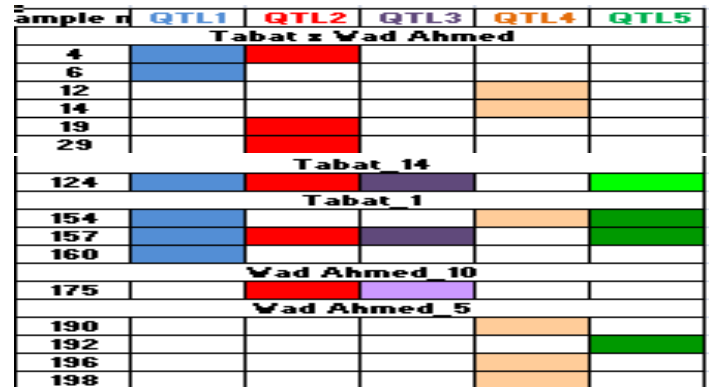 ample n QTL1 QTL2 QTL3 QTL4 QTL5
Tabat x Wad Ahmed
4
6
12
14
19
29
Tabat_14
124
Tabat_1
154
157
160
Wad Ahmed_10
175
Wad Ahmed_5
190
192
196
198